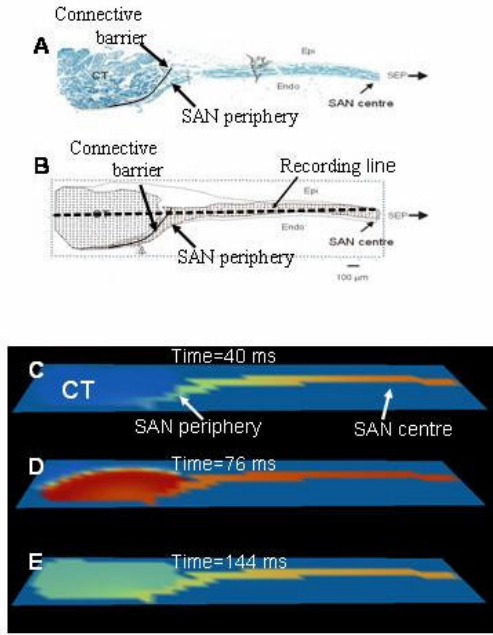 Connective
barrier
A
Epi
CT
SEP
Endo
SAN centre
SAN periphery
Connective
barrier
B
Recording line
Epi
SEP
Endo
SAN periphery
SAN centre
100 μm
Time=40 ms
C
CT
SAN periphery
SAN centre
D
Time=76 ms
E
Time=144 ms